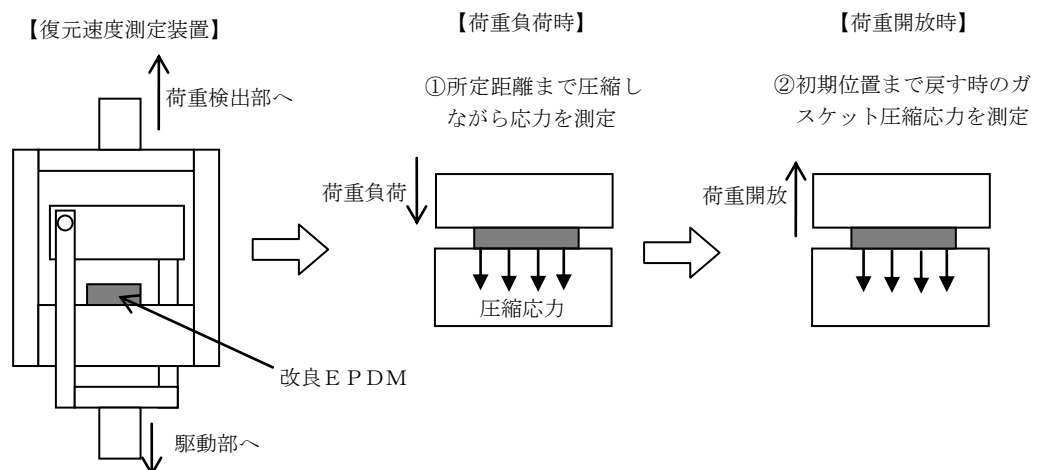 【復元速度測定装置】
荷重検出部へ
改良ＥＰＤＭ
駆動部へ
【荷重負荷時】
①所定距離まで圧縮し
ながら応力を測定
荷重負荷
圧縮応力
【荷重開放時】
②初期位置まで戻す時のガ
スケット圧縮応力を測定
荷重開放